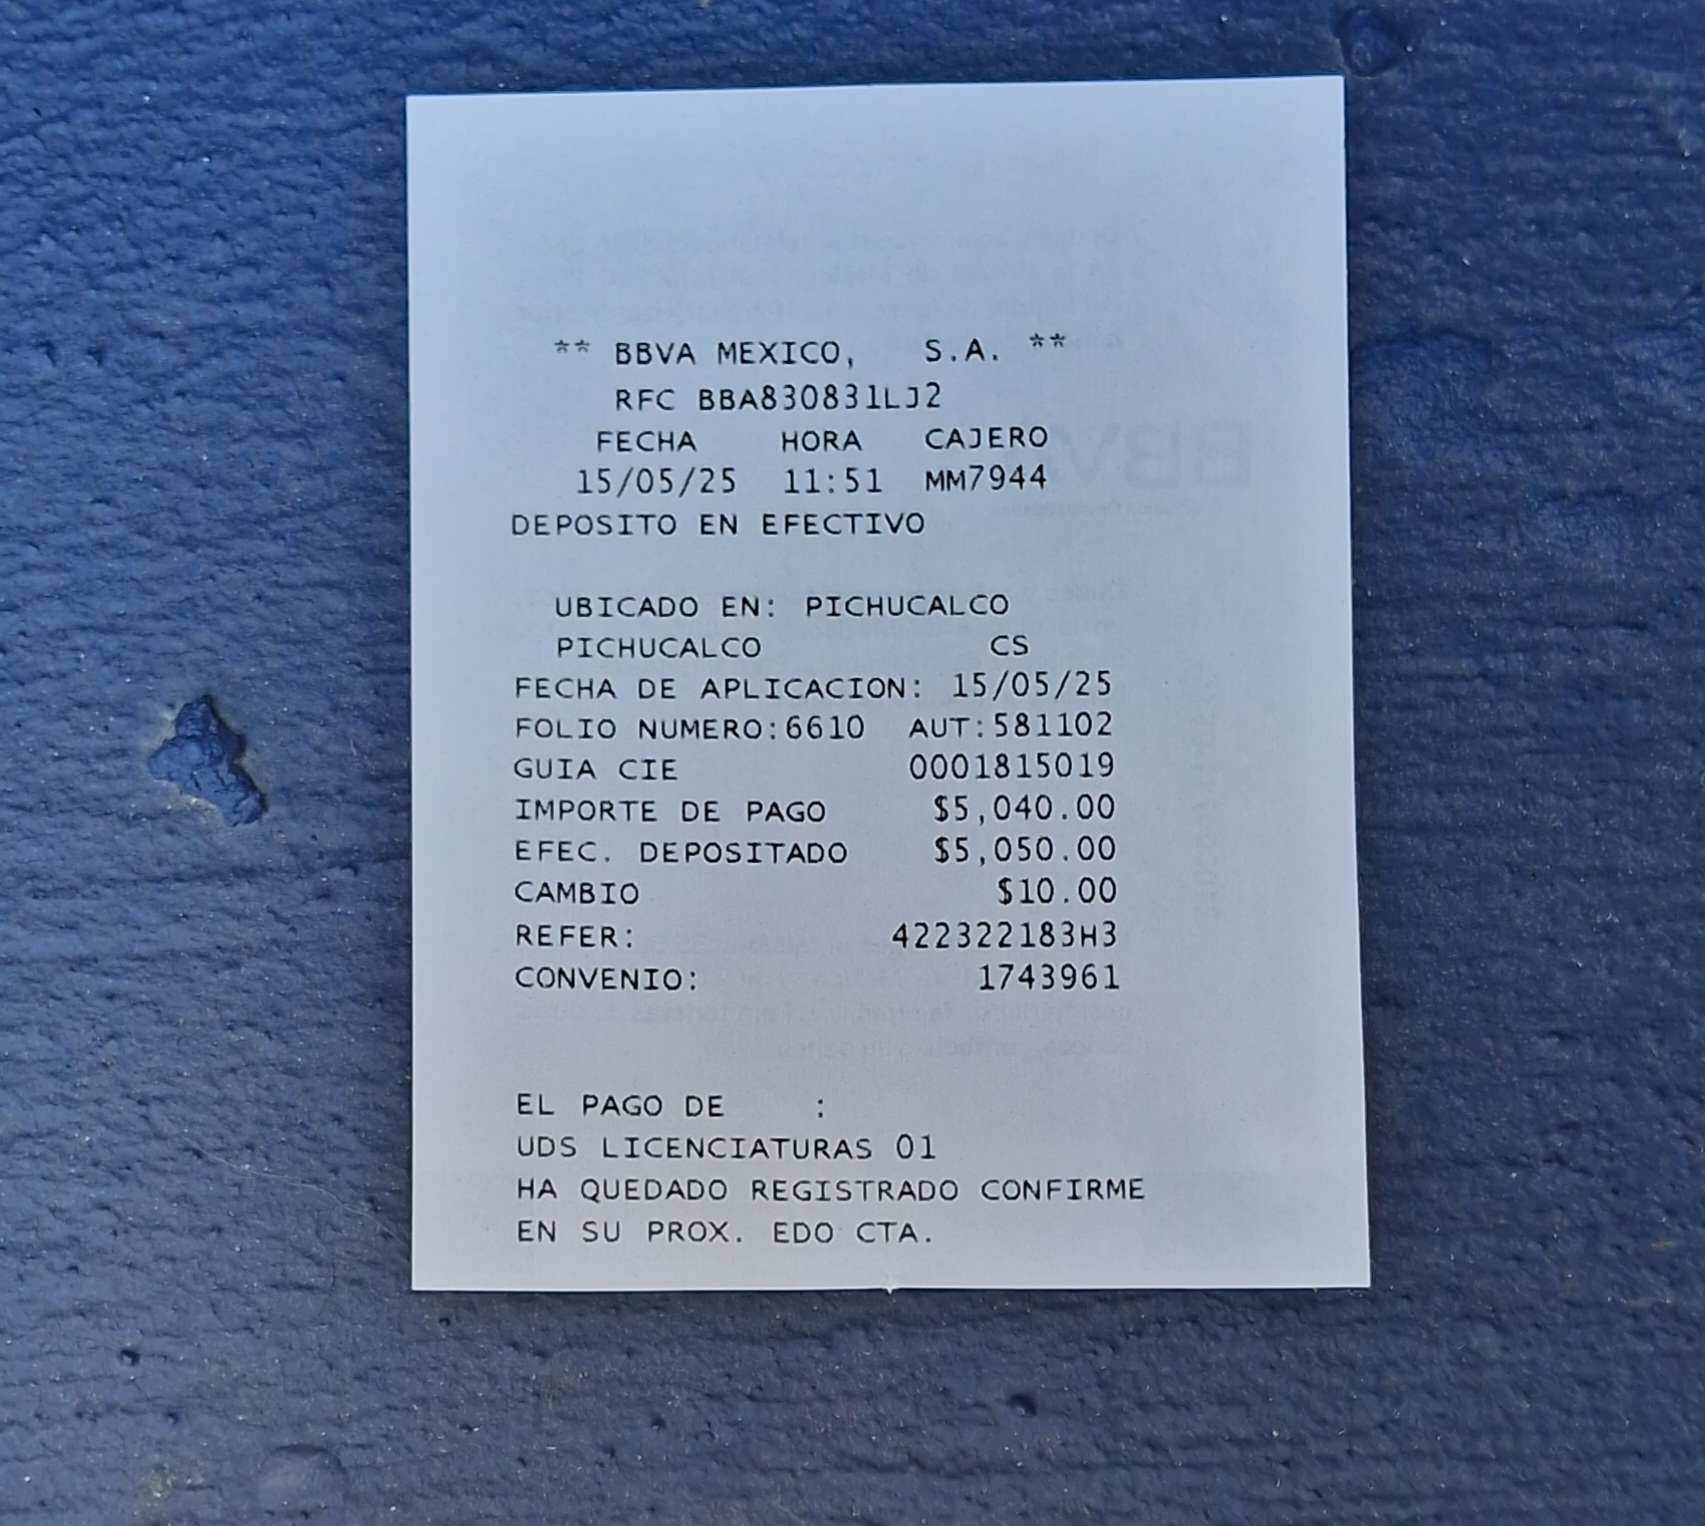 ** BBVA MEXICO, S.A. **
RFC BBA830831LJ2
FECHA HORA CAJERO
15/05/25 11:51 MM7944
DEPOSITO EN EFECTIVO
UBICADO EN: PICHUCALCO
PICHUCALCO CS
FECHA DE APLICACION: 15/05/25
FOLIO NUMERO:6610 AUT:581102
GUIA CIE 0001815019
IMPORTE DE PAGO $5,040.00
EFEC. DEPOSITADO $5,050.00
CAMBIO $10.00
REFER: 422322183H3
CONVENIO: 1743961
EL PAGO DE :
UDS LICENCIATURAS 01
HA QUEDADO REGISTRADO CONFIRME
EN SU PROX. EDO CTA.
BBVA